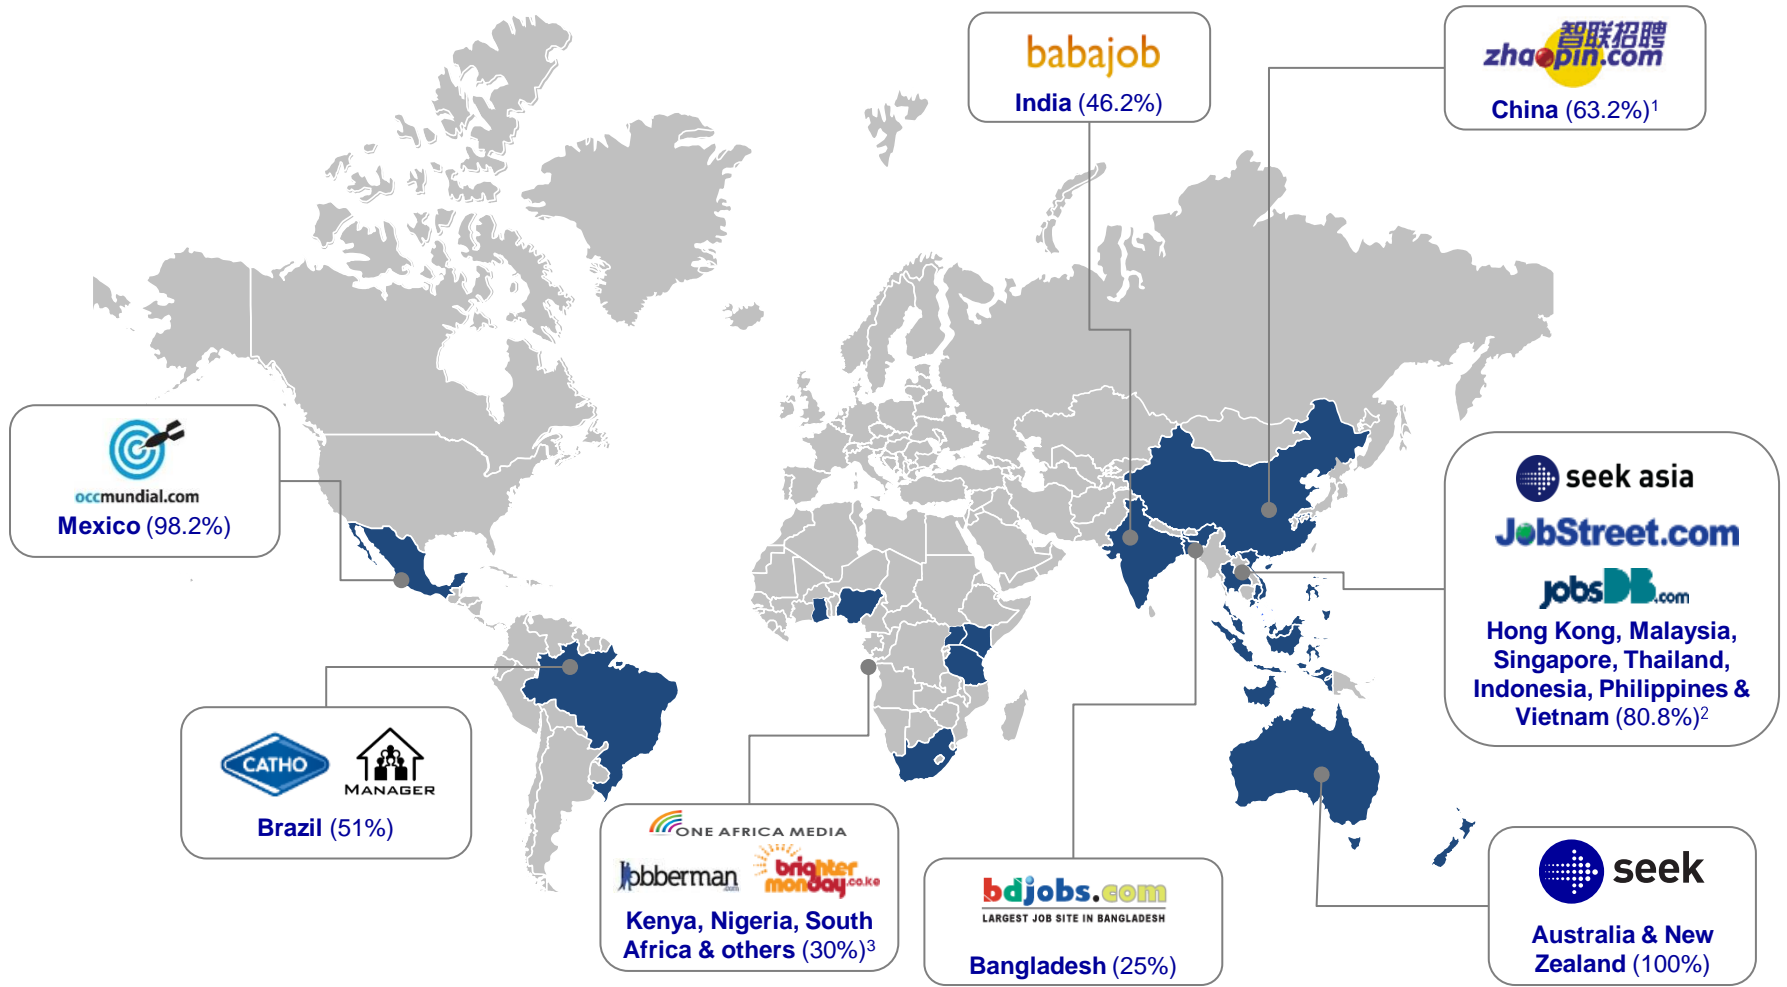 babajob
India (46.2%)
智联招聘
zhaopin.com
China (63.2%)¹
occmundial.com
Mexico (98.2%)
seek asia
JobStreet.com
jobsDB.com
Hong Kong, Malaysia,
Singapore, Thailand,
Indonesia, Philippines &
Vietnam (80.8%)²
CATHO
MANAGER
Brazil (51%)
ONE AFRICA MEDIA
Jobberman.com
brighter
monday.co.ke
Kenya, Nigeria, South
Africa & others (30%)³
bdjobs.com
LARGEST JOB SITE IN BANGLADESH
Bangladesh (25%)
seek
Australia & New
Zealand (100%)